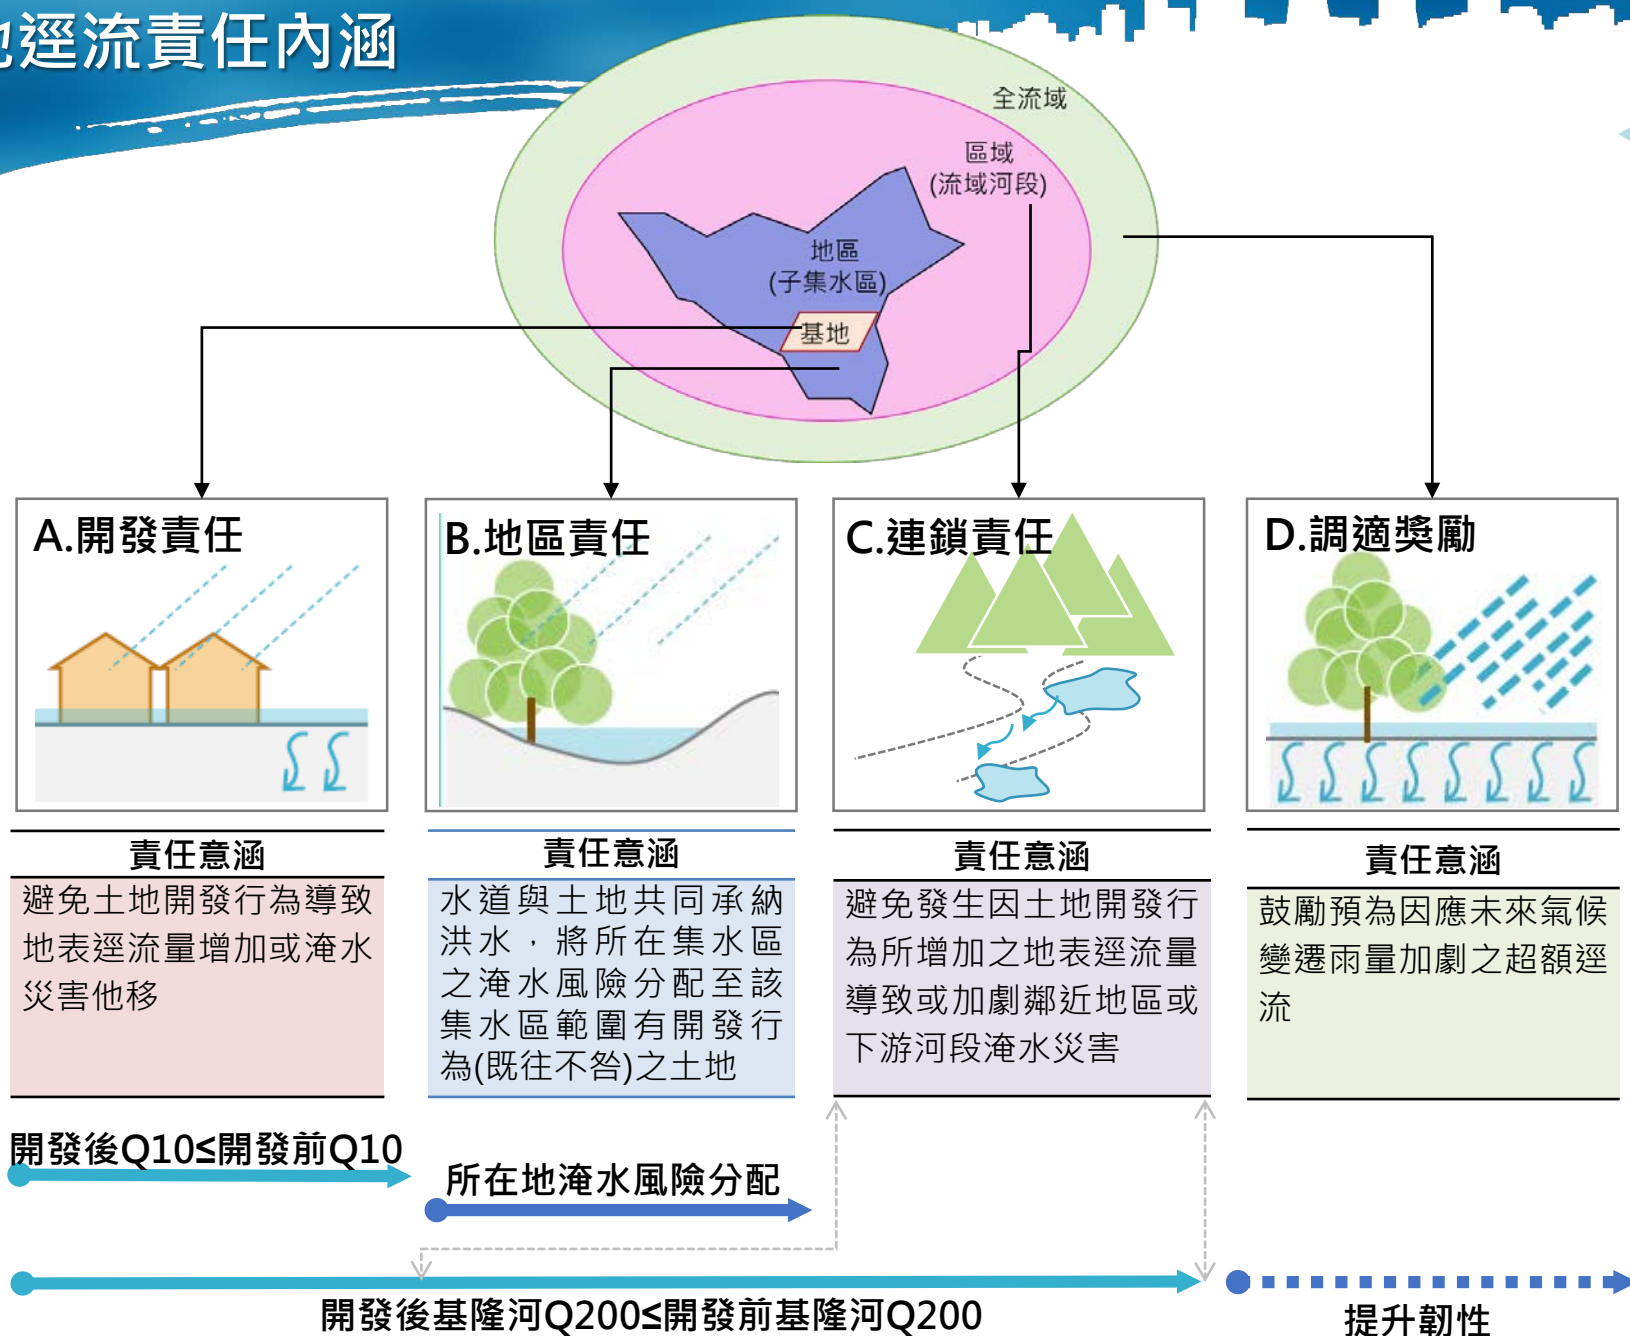 逕流責任內涵
全流域
區域
(流域河段)
地區
(子集水區)
基地
A.開發責任
B.地區責任
C.連鎖責任
D.調適獎勵
責任意涵
避免土地開發行為導致
地表逕流量增加或淹水
災害他移
責任意涵
水道與土地共同承納
洪水，將所在集水區
之淹水風險分配至該
集水區範圍有開發行
為(既往不咎)之土地
責任意涵
避免發生因土地開發行
為所增加之地表逕流量
導致或加劇鄰近地區或
下游河段淹水災害
責任意涵
鼓勵預為因應未來氣候
變遷雨量加劇之超額逕
流
開發後Q10≤開發前Q10
所在地淹水風險分配
開發後基隆河Q200≤開發前基隆河Q200
提升韌性